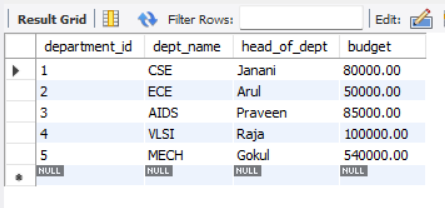 Result Grid Filter Rows: Edit:
department_id dept_name head_of_dept budget
1 CSE Janani 80000.00
2 ECE Arul 50000.00
3 AIDS Praveen 85000.00
4 VLSI Raja 100000.00
5 MECH Gokul 540000.00
NULL NULL NULL NULL